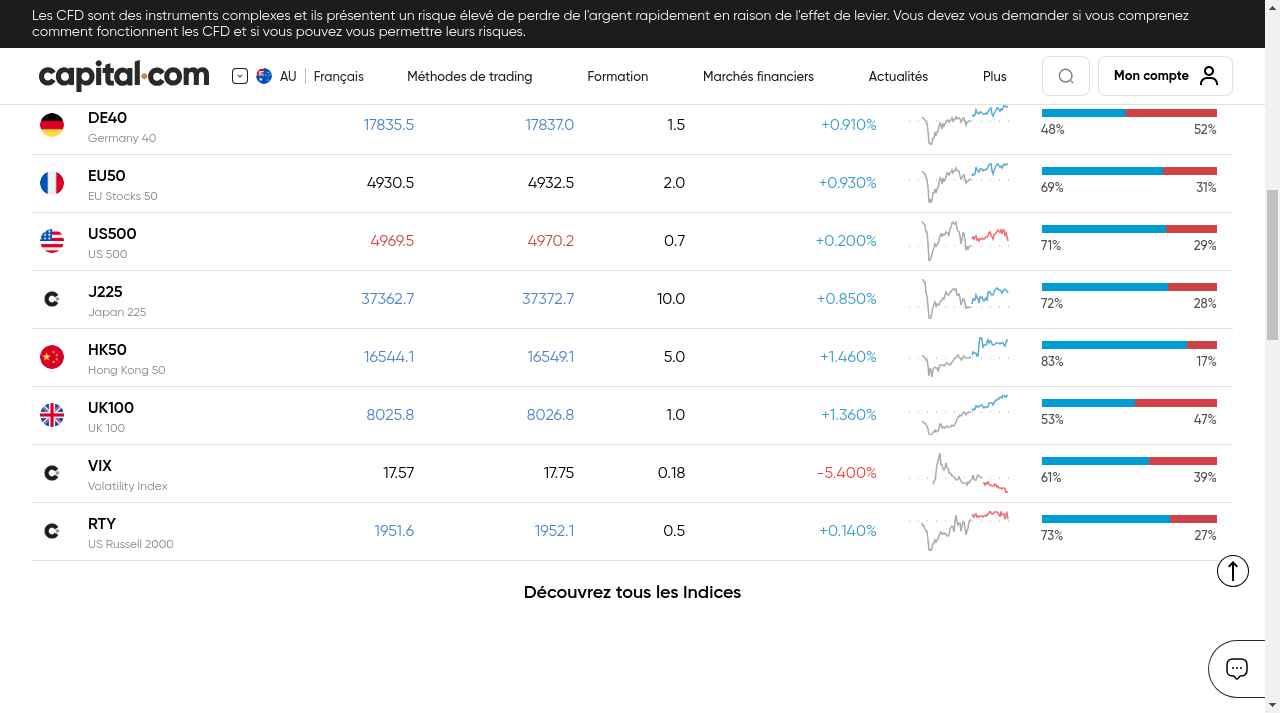 Les CFD sont des instruments complexes et ils présentent un risque élevé de perdre de l'argent rapidement en raison de l'effet de levier. Vous devez vous demander si vous comprenez
comment fonctionnent les CFD et si vous pouvez vous permettre leurs risques.
capital.com AU Français Méthodes de trading Formation Marchés financiers Actualités Plus Mon compte
DE40 17835.5 17837.0 1.5 +0.910%
Germany 40 48% 52%
EU50 4930.5 4932.5 2.0 +0.930%
EU Stocks 50 69% 31%
US500 4969.5 4970.2 0.7 +0.200%
US 500 71% 29%
J225 37362.7 37372.7 10.0 +0.850%
Japan 225 72% 28%
HK50 16544.1 16549.1 5.0 +1.460%
Hong Kong 50 83% 17%
UK100 8025.8 8026.8 1.0 +1.360%
UK 100 53% 47%
VIX 17.57 17.75 0.18 -5.400%
Volatility Index 61% 39%
RTY 1951.6 1952.1 0.5 +0.140%
US Russell 2000 73% 27%
Découvrez tous les Indices